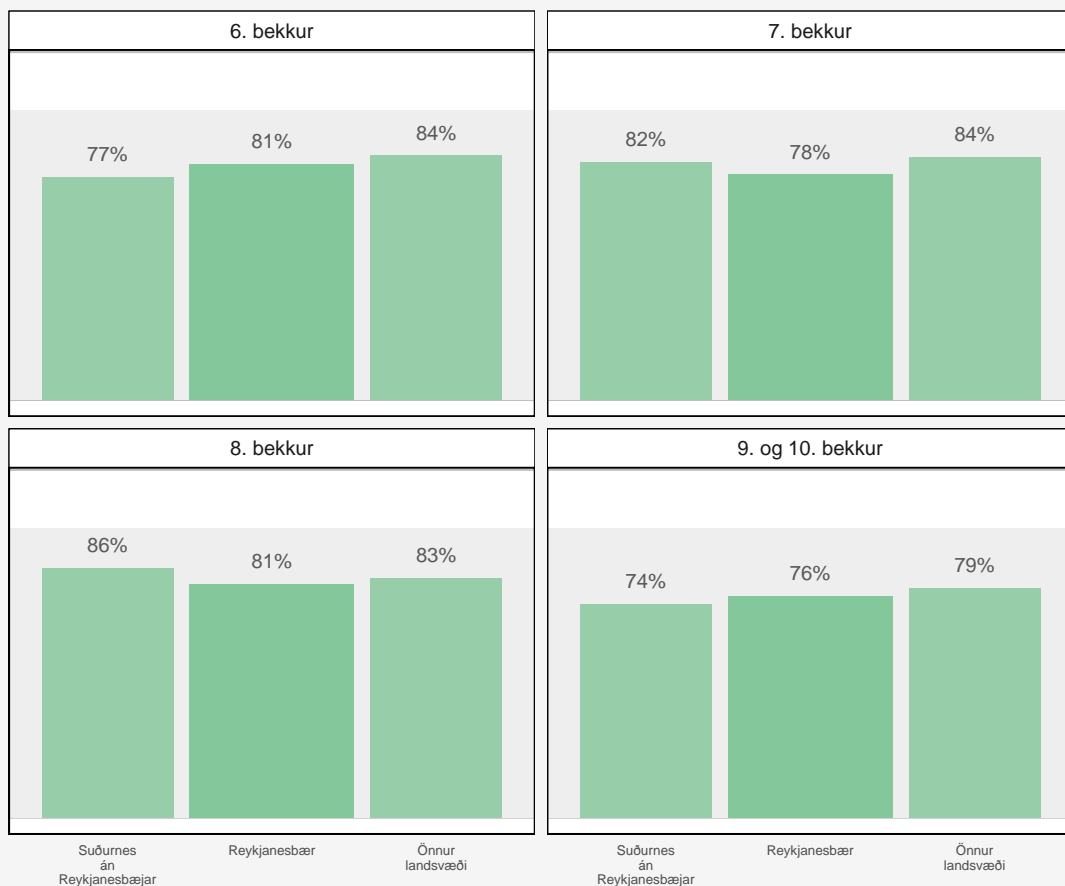 6. bekkur
7. bekkur
77%
81%
84%
82%
78%
84%
8. bekkur
9. og 10. bekkur
86%
81%
83%
74%
76%
79%
Suðurnes
án
Reykjanesbæjar
Reykjanesbær
Önnur
landsvæði
Suðurnes
án
Reykjanesbæjar
Reykjanesbær
Önnur
landsvæði